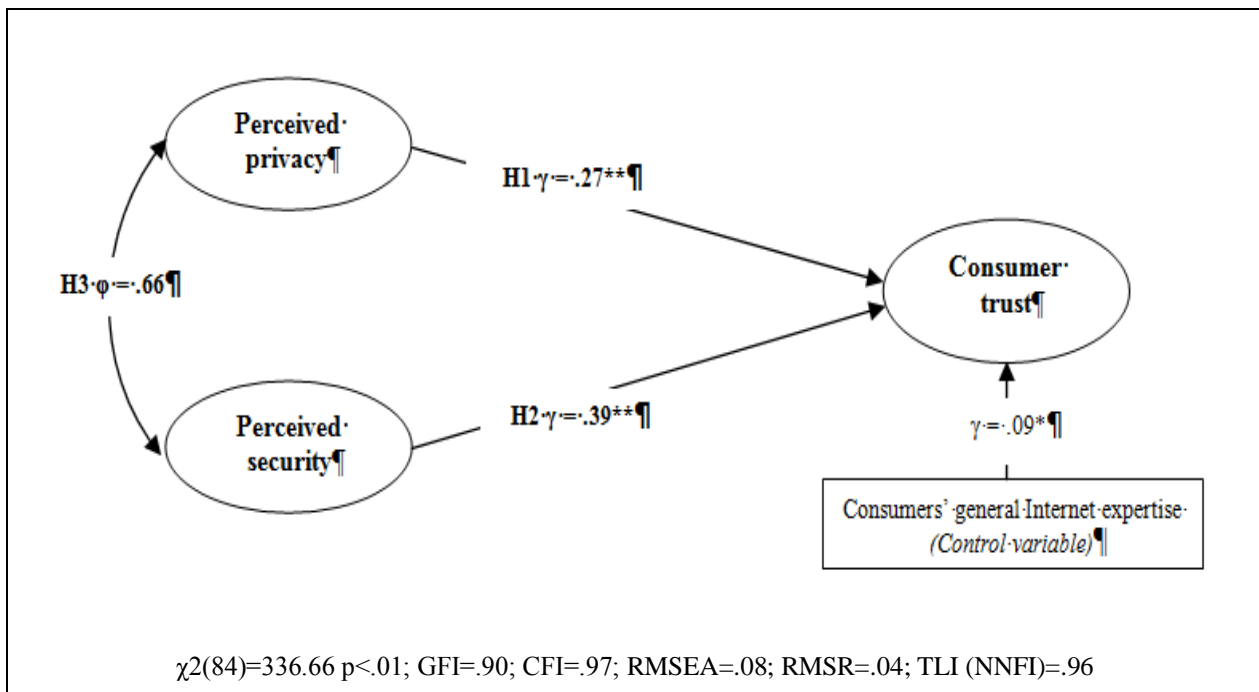 Perceived·
privacy¶
H1·γ·=·.27**¶
Consumer·
trust¶
H3·φ·=·.66¶
H2·γ·=·.39**¶
Perceived·
security¶
γ·=·.09*¶
Consumers’·general·Internet·expertise·
(Control·variable)¶
χ2(84)=336.66 p<.01; GFI=.90; CFI=.97; RMSEA=.08; RMSR=.04; TLI (NNFI)=.96